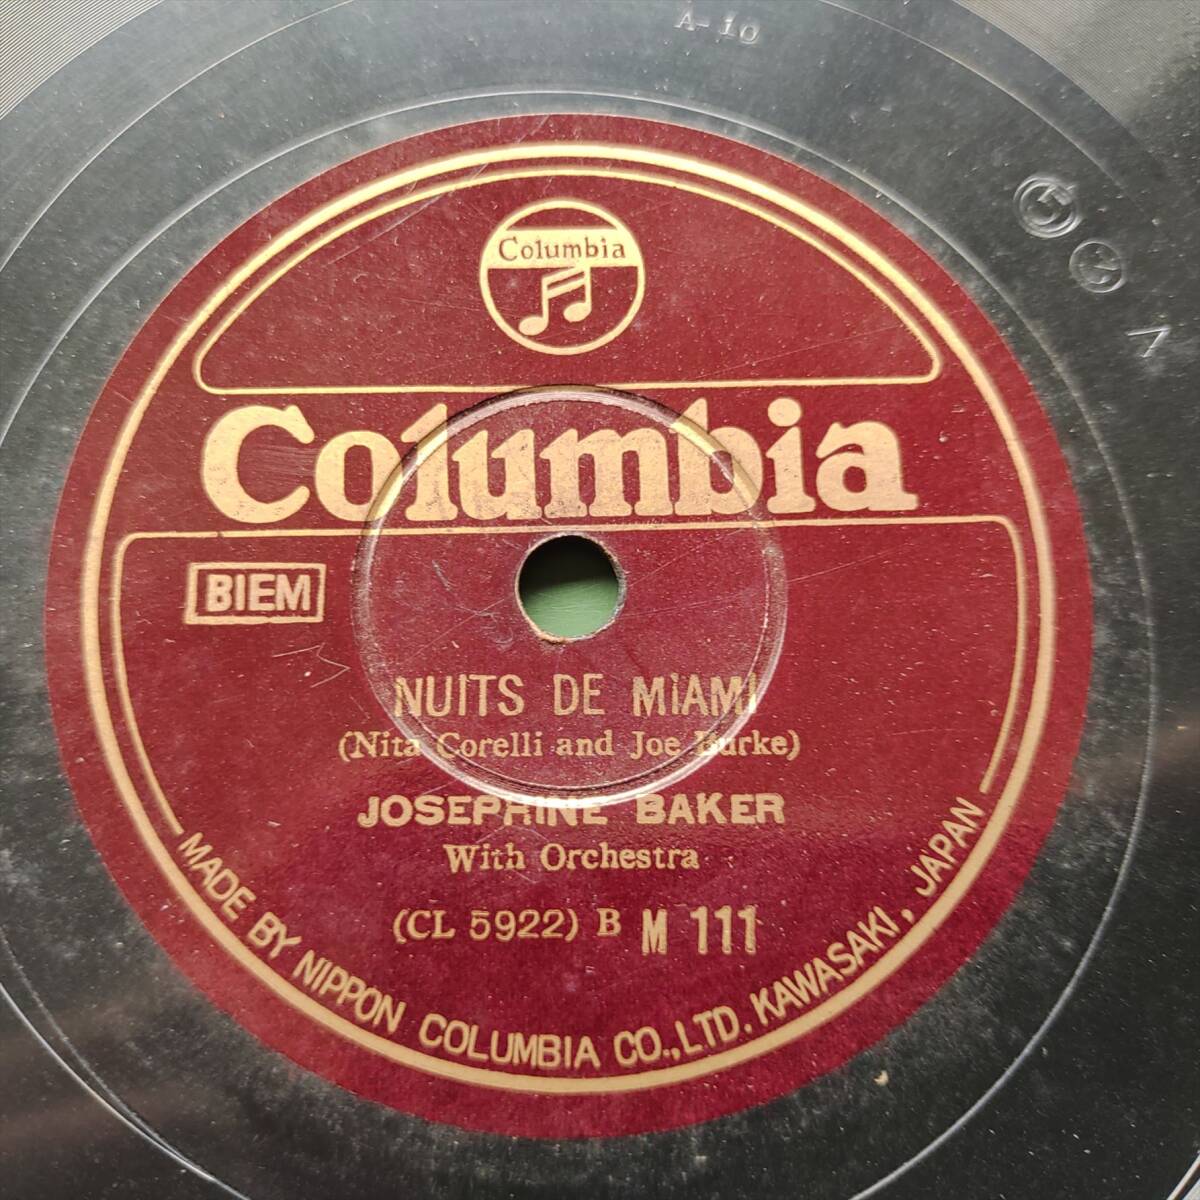 A-10
Columbia
Columbia
BIEM
NUITS DE MIAMI
(Nita Corelli and Joe Burke)
JOSEPHINE BAKER
With Orchestra
(CL 5922) B M 111
MADE BY NIPPON COLUMBIA CO., LTD. KAWASAKI, JAPAN